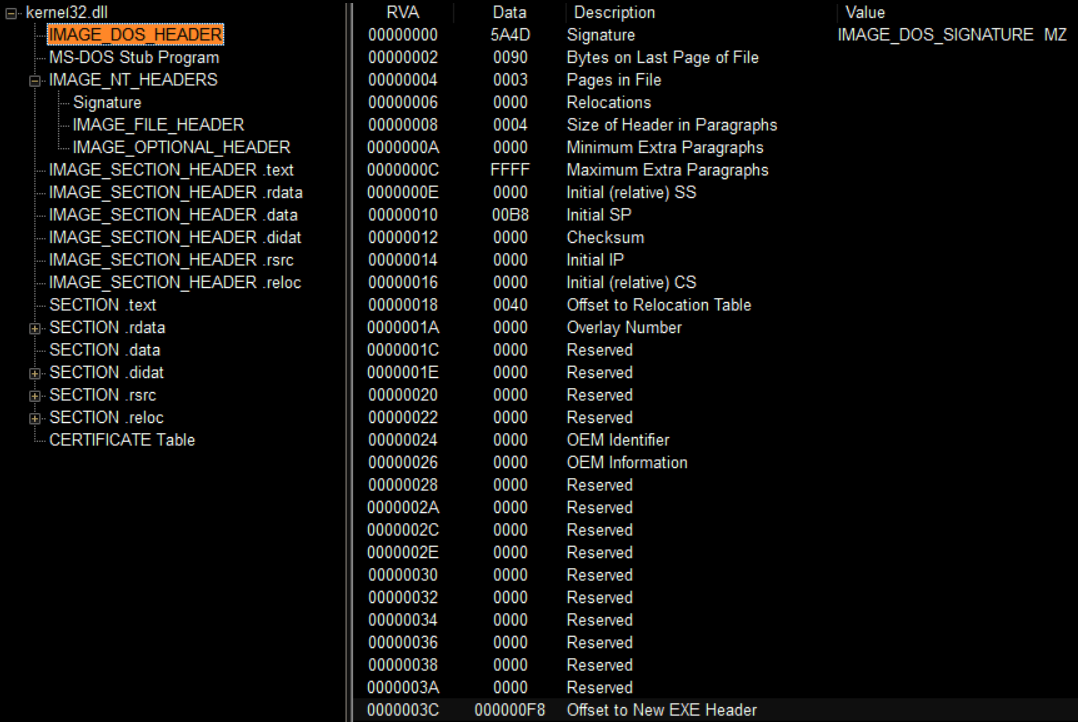 kernel32.dll
IMAGE_DOS_HEADER
MS-DOS Stub Program
IMAGE_NT_HEADERS
Signature
IMAGE_FILE_HEADER
IMAGE_OPTIONAL_HEADER
IMAGE_SECTION_HEADER .text
IMAGE_SECTION_HEADER .rdata
IMAGE_SECTION_HEADER .data
IMAGE_SECTION_HEADER .didat
IMAGE_SECTION_HEADER .rsrc
IMAGE_SECTION_HEADER .reloc
SECTION .text
SECTION .rdata
SECTION .data
SECTION .didat
SECTION .rsrc
SECTION .reloc
CERTIFICATE Table
RVA Data Description Value
00000000 5A4D Signature IMAGE_DOS_SIGNATURE MZ
00000002 0090 Bytes on Last Page of File
00000004 0003 Pages in File
00000006 0000 Relocations
00000008 0004 Size of Header in Paragraphs
0000000A 0000 Minimum Extra Paragraphs
0000000C FFFF Maximum Extra Paragraphs
0000000E 0000 Initial (relative) SS
00000010 00B8 Initial SP
00000012 0000 Checksum
00000014 0000 Initial IP
00000016 0000 Initial (relative) CS
00000018 0040 Offset to Relocation Table
0000001A 0000 Overlay Number
0000001C 0000 Reserved
0000001E 0000 Reserved
00000020 0000 Reserved
00000022 0000 Reserved
00000024 0000 OEM Identifier
00000026 0000 OEM Information
00000028 0000 Reserved
0000002A 0000 Reserved
0000002C 0000 Reserved
0000002E 0000 Reserved
00000030 0000 Reserved
00000032 0000 Reserved
00000034 0000 Reserved
00000036 0000 Reserved
00000038 0000 Reserved
0000003A 0000 Reserved
0000003C 000000F8 Offset to New EXE Header